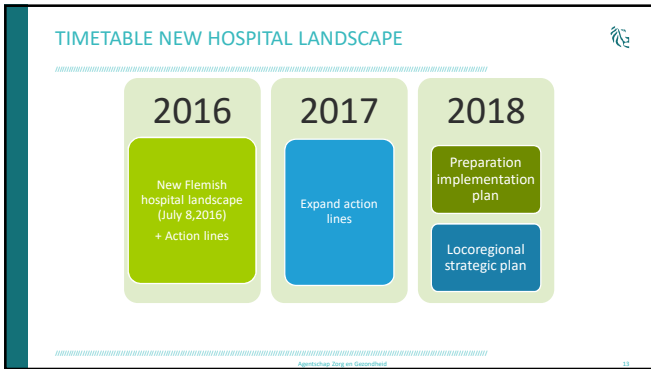 TIMETABLE NEW HOSPITAL LANDSCAPE
2016
New Flemish
hospital landscape
(July 8,2016)
+ Action lines
2017
Expand action
lines
2018
Preparation
implementation
plan
Locoregional
strategic plan
Agentschap Zorg en Gezondheid
13